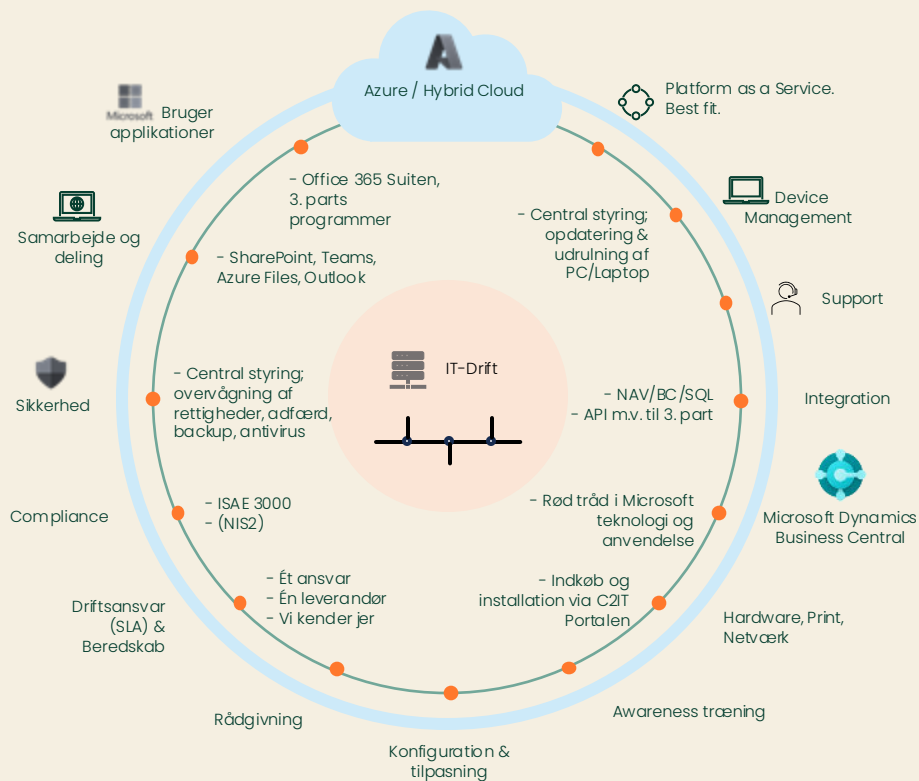 Azure / Hybrid Cloud
Platform as a Service.
Best fit.
Microsoft Bruger
applikationer
- Office 365 Suiten,
3. parts
programmer
- Central styring;
opdatering &
udrulning af
PC/Laptop
Device
Management
Samarbejde og
deling
- SharePoint, Teams,
Azure Files, Outlook
Support
IT-Drift
Sikkerhed
- Central styring;
overvågning af
rettigheder, adfærd,
backup, antivirus
- NAV/BC/SQL
- API m.v. til 3. part
Integration
Compliance
- ISAE 3000
- (NIS2)
- Rød tråd i Microsoft
teknologi og
anvendelse
Microsoft Dynamics
Business Central
Driftsansvar
(SLA) &
Beredskab
- Ét ansvar
- Én leverandør
- Vi kender jer
- Indkøb og
installation via C2IT
Portalen
Hardware, Print,
Netværk
Rådgivning
Awareness træning
Konfiguration &
tilpasning